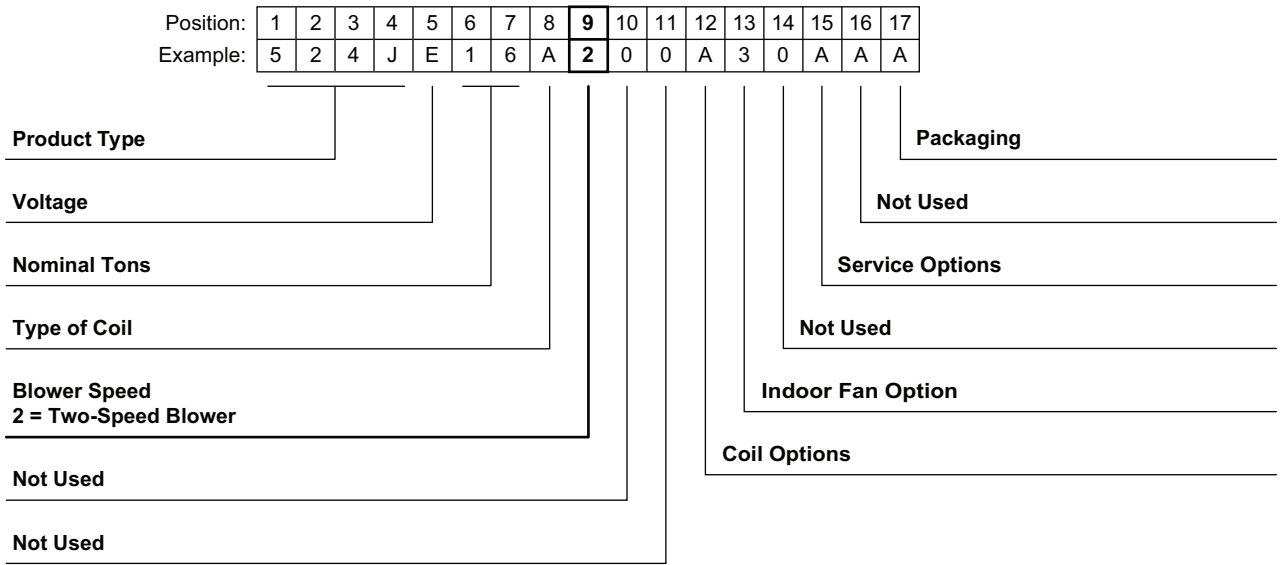 Position: 1 2 3 4 5 6 7 8 9 10 11 12 13 14 15 16 17
Example: 5 2 4 J E 1 6 A 2 0 0 A 3 0 A A A
Product Type
Packaging
Voltage
Not Used
Nominal Tons
Service Options
Type of Coil
Not Used
Blower Speed
2 = Two-Speed Blower
Indoor Fan Option
Coil Options
Not Used
Not Used